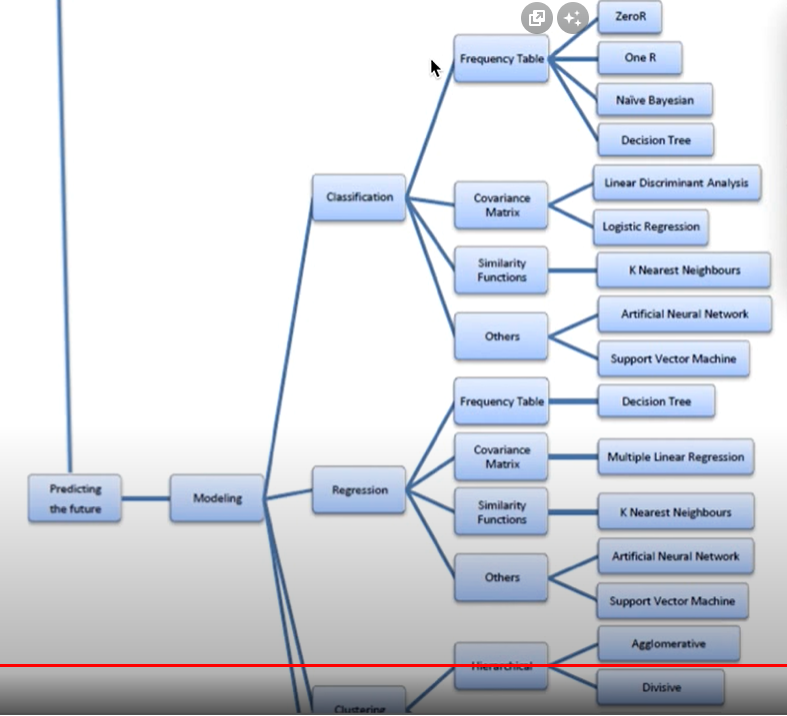 ZeroR
Frequency Table
One R
Naïve Bayesian
Decision Tree
Classification
Covariance
Matrix
Linear Discriminant Analysis
Logistic Regression
Similarity
Functions
K Nearest Neighbours
Others
Artificial Neural Network
Support Vector Machine
Predicting
the future
Modeling
Regression
Frequency Table
Decision Tree
Covariance
Matrix
Multiple Linear Regression
Similarity
Functions
K Nearest Neighbours
Others
Artificial Neural Network
Support Vector Machine
Clustering
Hierarchical
Agglomerative
Divisive